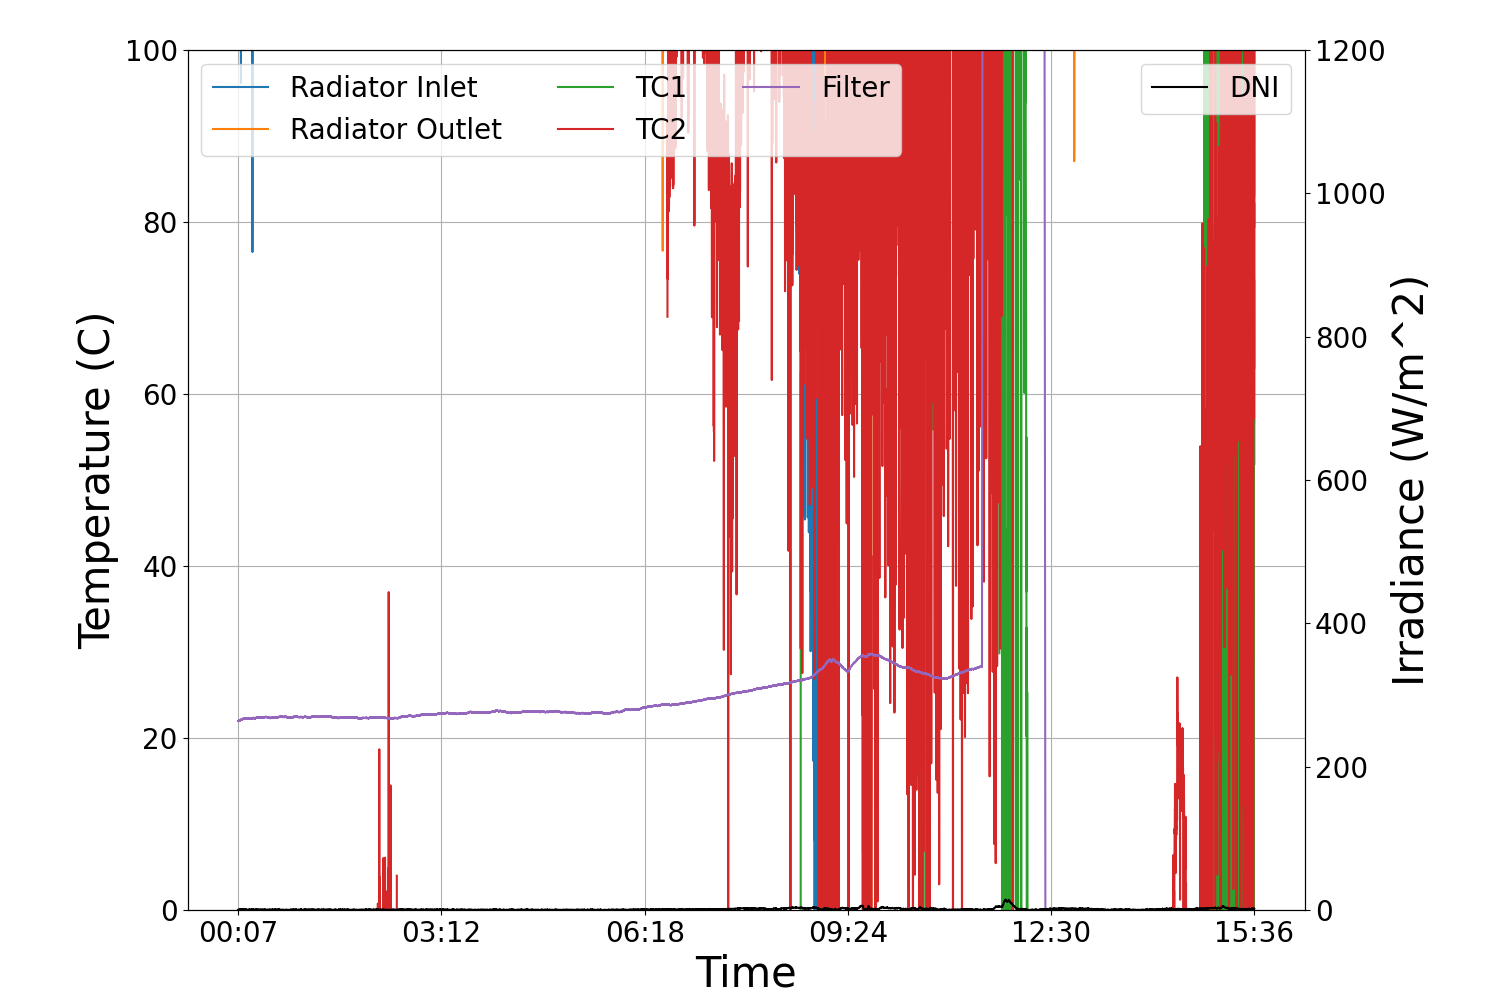 100
80
60
40
20
0
Temperature (C)
Radiator Inlet
Radiator Outlet
TC1
TC2
Filter
DNI
1200
1000
800
600
400
200
0
Irradiance (W/m^2)
00:07
03:12
06:18
09:24
12:30
15:36
Time